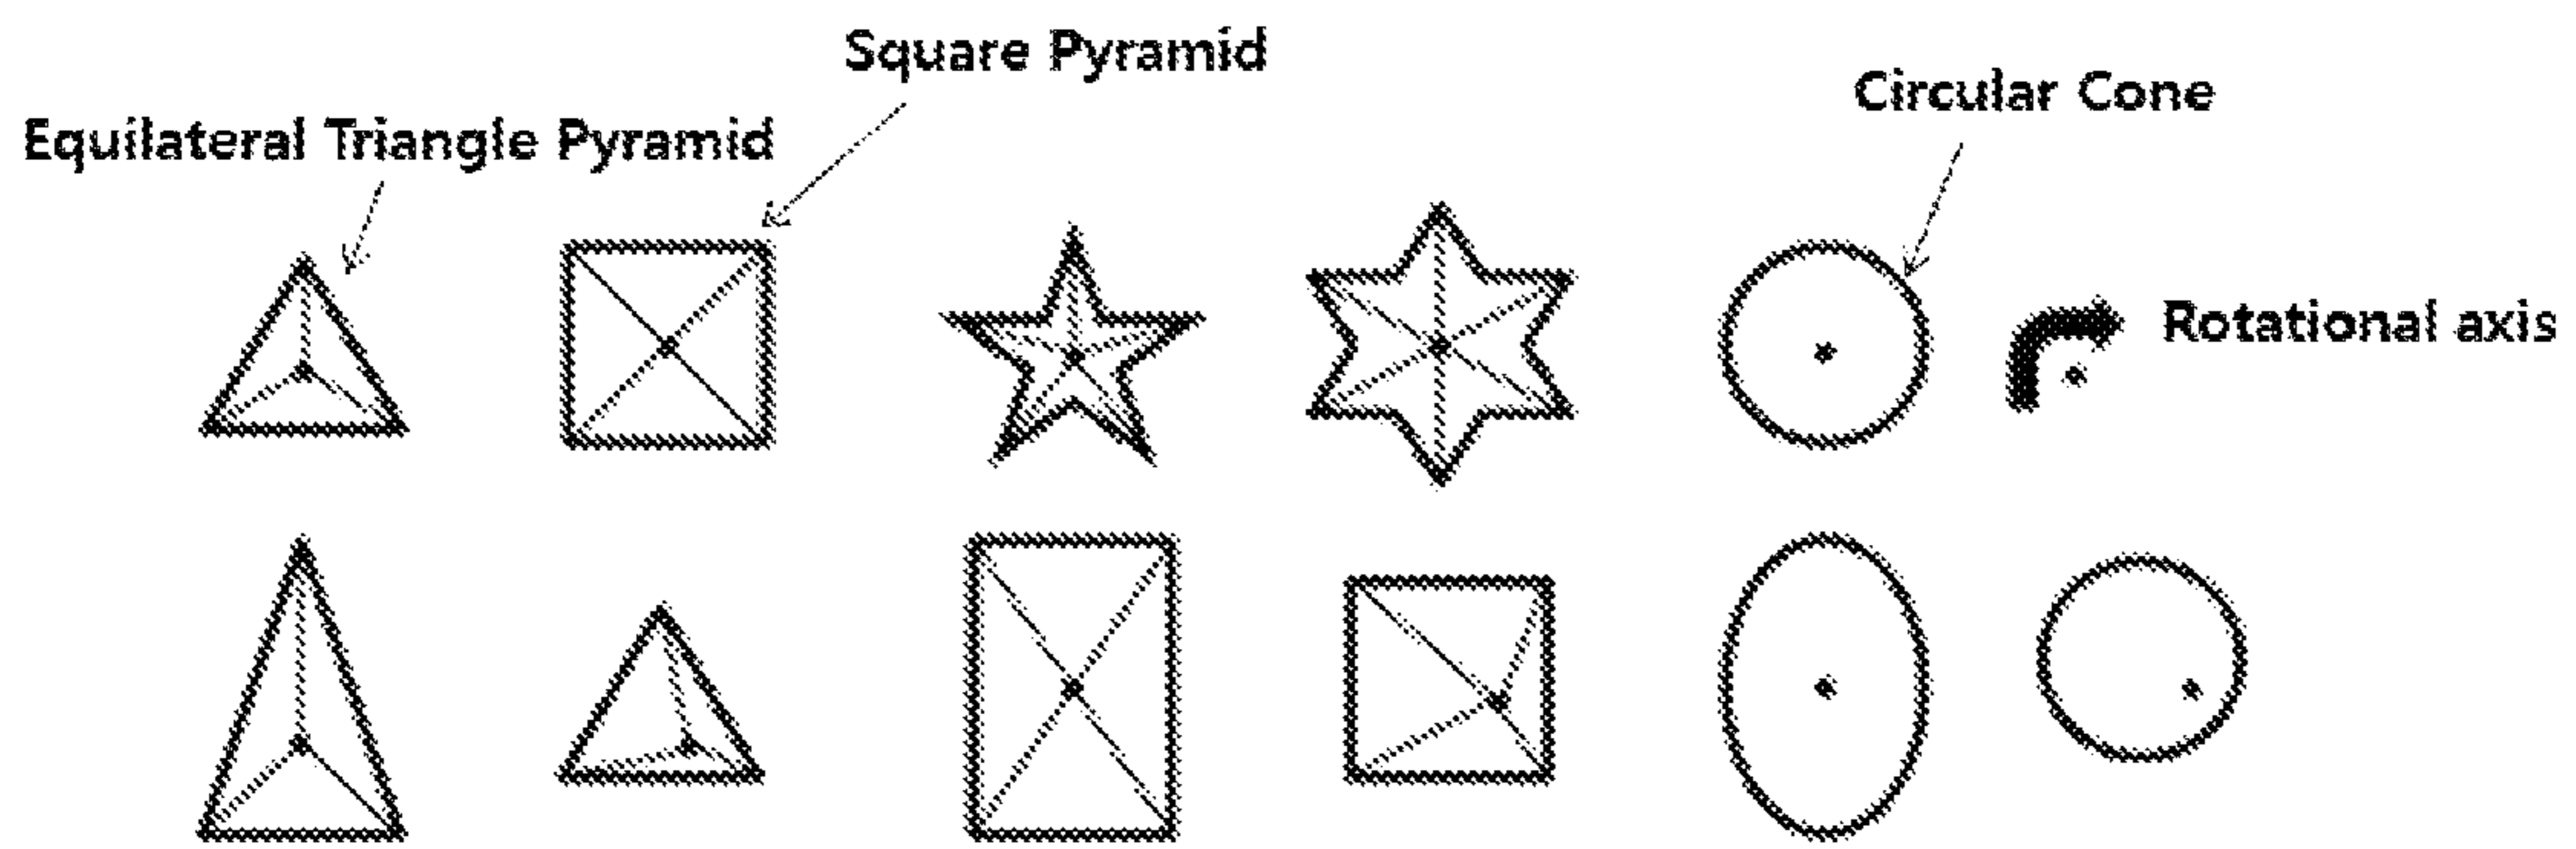 Square Pyramid
Circular Cone
Equilateral Triangle Pyramid
Rotational axis